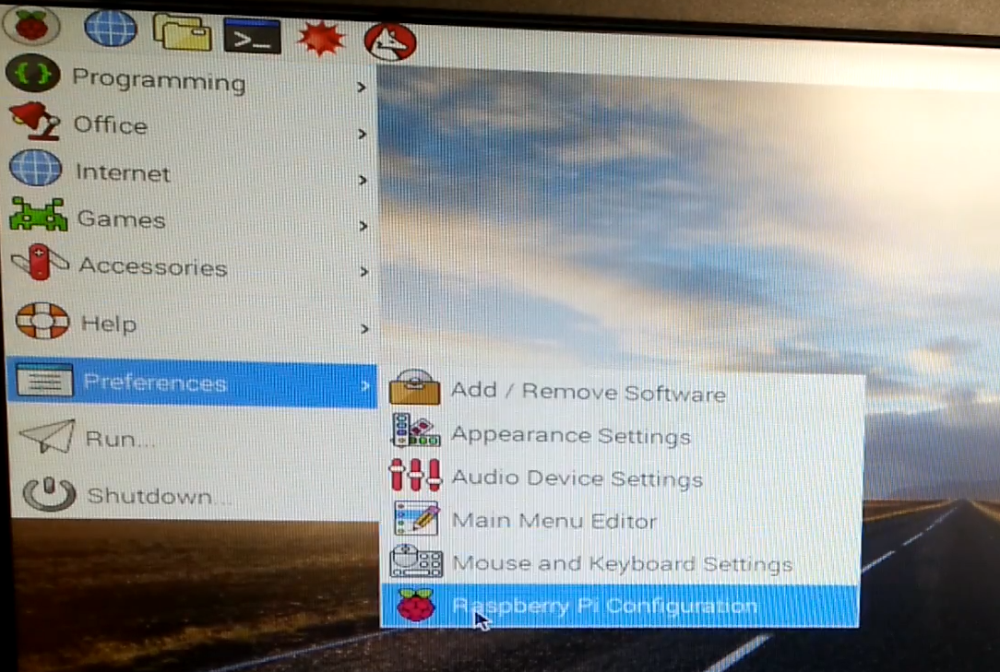 Programming
Office
Internet
Games
Accessories
Help
Preferences
Run...
Shutdown...
Add / Remove Software
Appearance Settings
Audio Device Settings
Main Menu Editor
Mouse and Keyboard Settings
Raspberry Pi Configuration